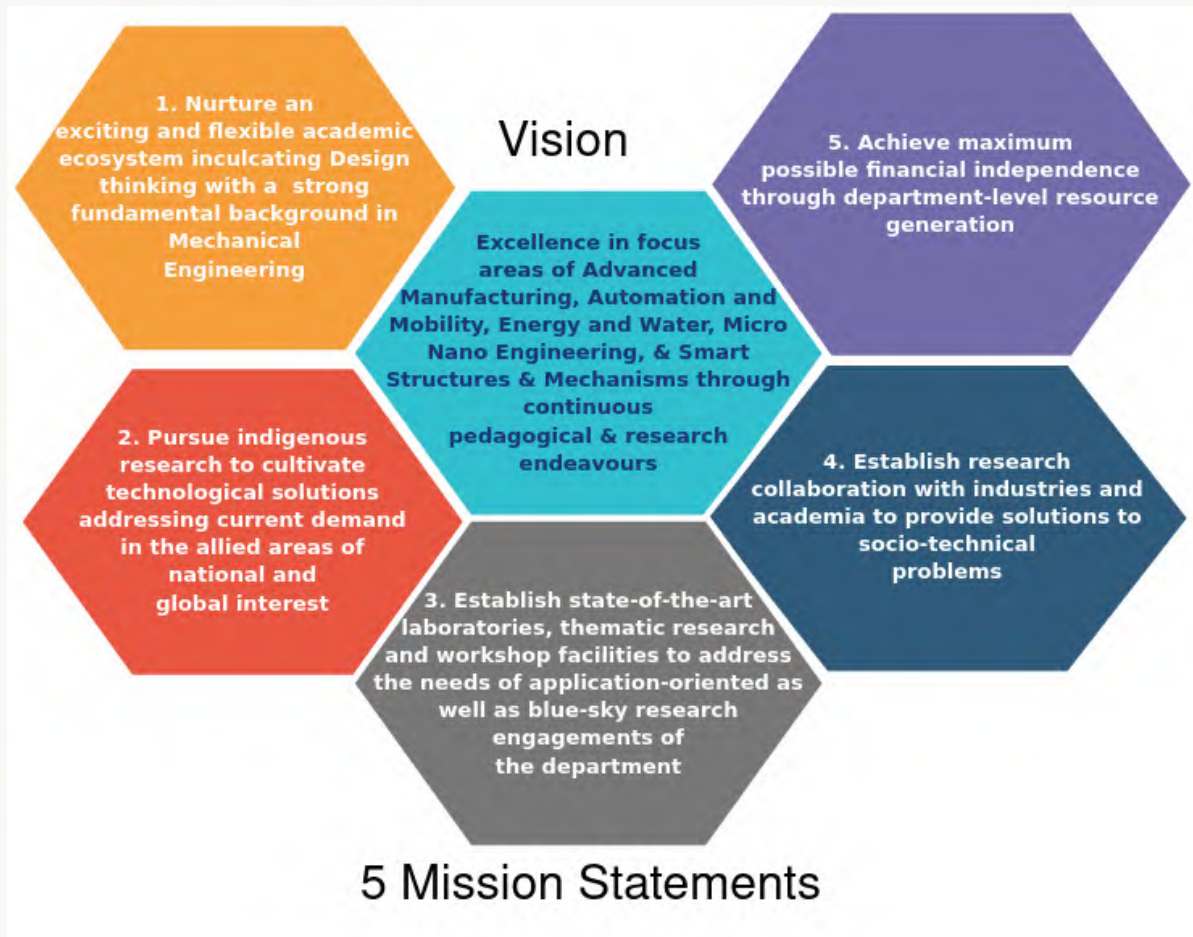 Vision
Excellence in focus
areas of Advanced
Manufacturing, Automation and
Mobility, Energy and Water, Micro
Nano Engineering, & Smart
Structures & Mechanisms through
continuous
pedagogical & research
endeavours
1. Nurture an
exciting and flexible academic
ecosystem inculcating Design
thinking with a strong
fundamental background in
Mechanical
Engineering
2. Pursue indigenous
research to cultivate
technological solutions
addressing current demand
in the allied areas of
national and
global interest
3. Establish state-of-the-art
laboratories, thematic research
and workshop facilities to address
the needs of application-oriented as
well as blue-sky research
engagements of
the department
4. Establish research
collaboration with industries and
academia to provide solutions to
socio-technical
problems
5. Achieve maximum
possible financial independence
through department-level resource
generation
5 Mission Statements